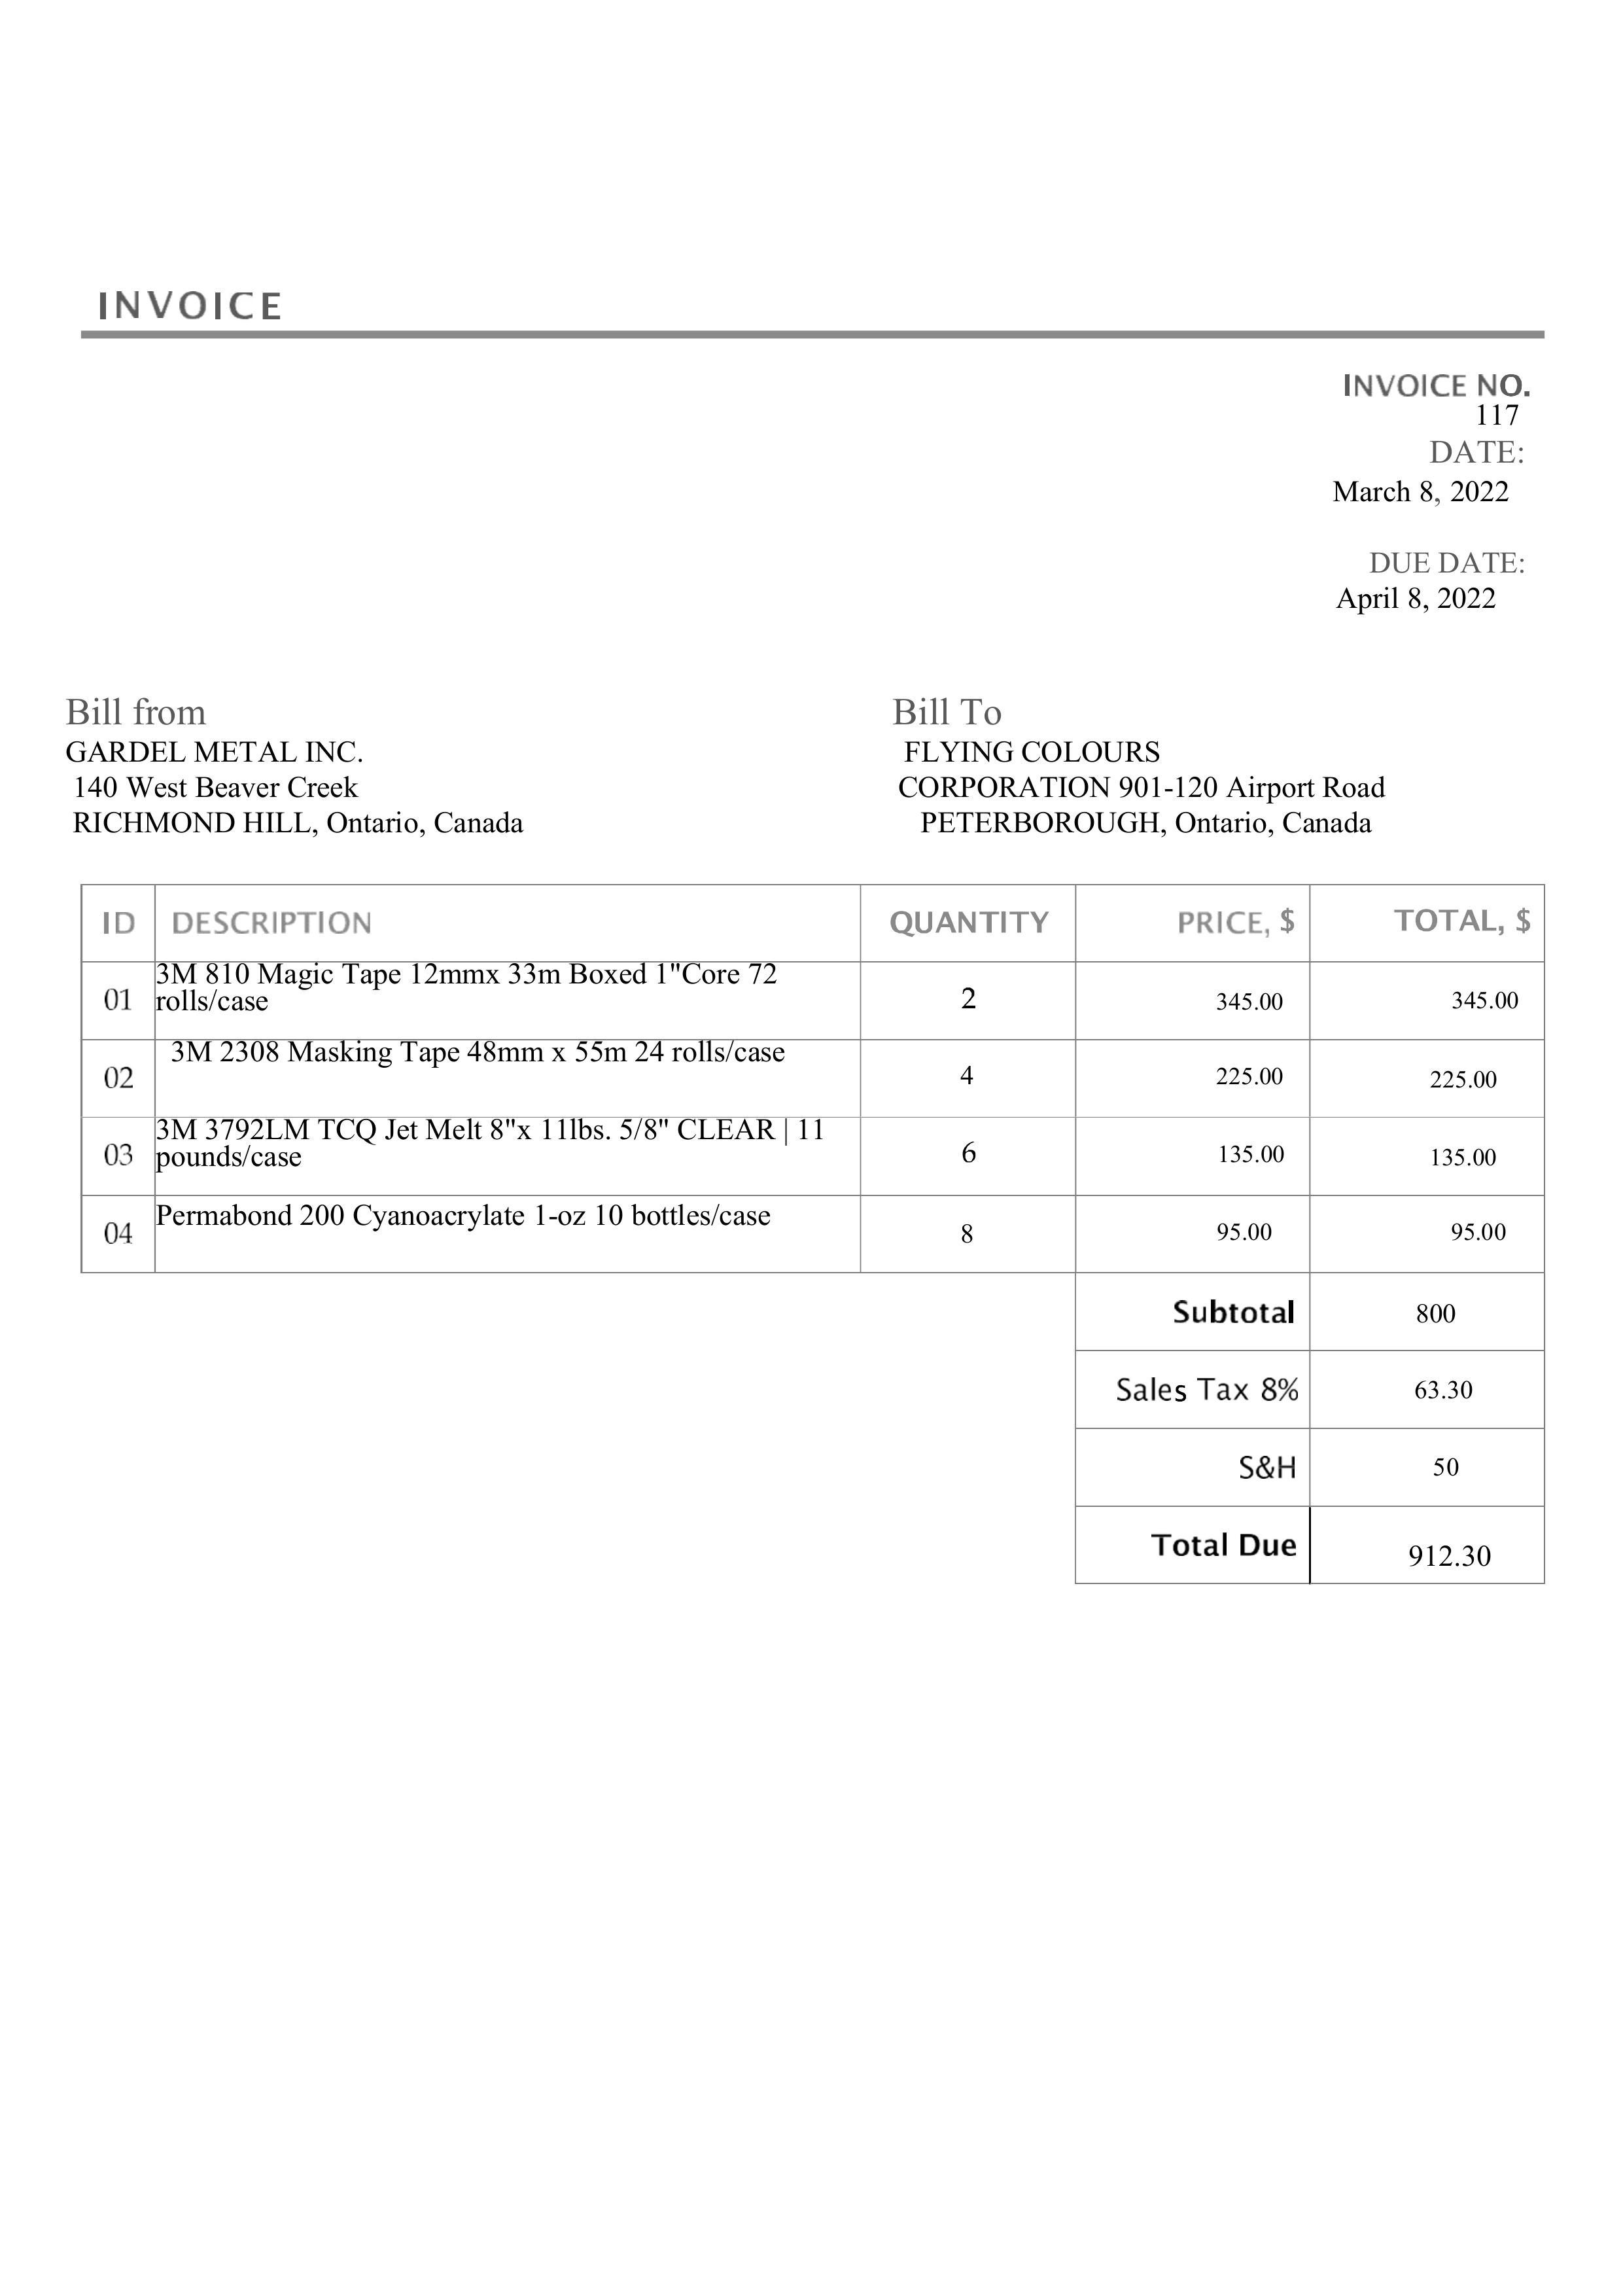 INVOICE
INVOICE NO.
117
DATE:
March 8, 2022
DUE DATE:
April 8, 2022
Bill from
GARDEL METAL INC.
140 West Beaver Creek
RICHMOND HILL, Ontario, Canada
Bill To
FLYING COLOURS
CORPORATION 901-120 Airport Road
PETERBOROUGH, Ontario, Canada
ID DESCRIPTION QUANTITY PRICE, $ TOTAL, $
01 3M 810 Magic Tape 12mmx 33m Boxed 1"Core 72
rolls/case 2 345.00 345.00
02 3M 2308 Masking Tape 48mm x 55m 24 rolls/case 4 225.00 225.00
03 3M 3792LM TCQ Jet Melt 8"x 11lbs. 5/8" CLEAR | 11
pounds/case 6 135.00 135.00
04 Permabond 200 Cyanoacrylate 1-oz 10 bottles/case 8 95.00 95.00
Subtotal 800
Sales Tax 8% 63.30
S&H 50
Total Due 912.30